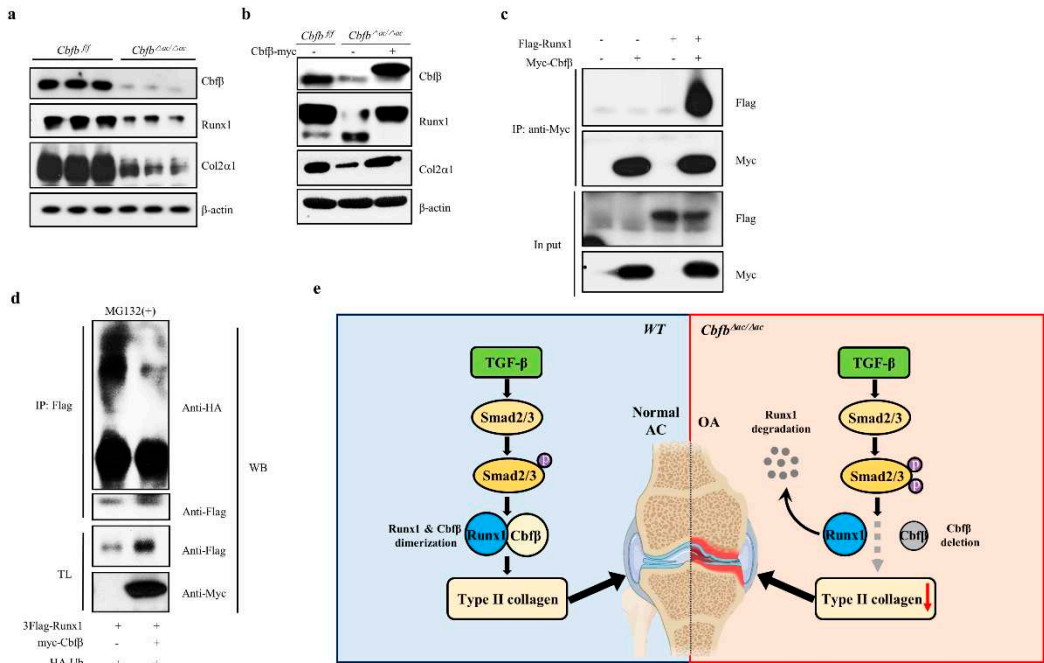 a
Cbfb f/f Cbfb Δac/Δac
Cbfβ
Runx1
Col2α1
β-actin
b
Cbfb f/f Cbfb Δac/Δac
Cbfβ-myc - - +
Cbfβ
Runx1
Col2α1
β-actin
c
Flag-Runx1 - - + +
Myc-Cbfβ - + - +
IP: anti-Myc
Flag
Myc
In put
Flag
Myc
d
MG132(+)
IP: Flag
Anti-HA
Anti-Flag
WB
TL
Anti-Flag
Anti-Myc
3Flag-Runx1 + +
myc-Cbfβ - +
HA-Ub + +
e
WT
TGF-β
Smad2/3
Smad2/3
P
Runx1 & Cbfβ
dimerization
Runx1
Cbfβ
Type II collagen
Normal
AC
Cbfb Δac/Δac
OA
TGF-β
Smad2/3
Smad2/3
P
P
Runx1
degradation
Runx1
Cbfβ
Cbfβ
deletion
Type II collagen